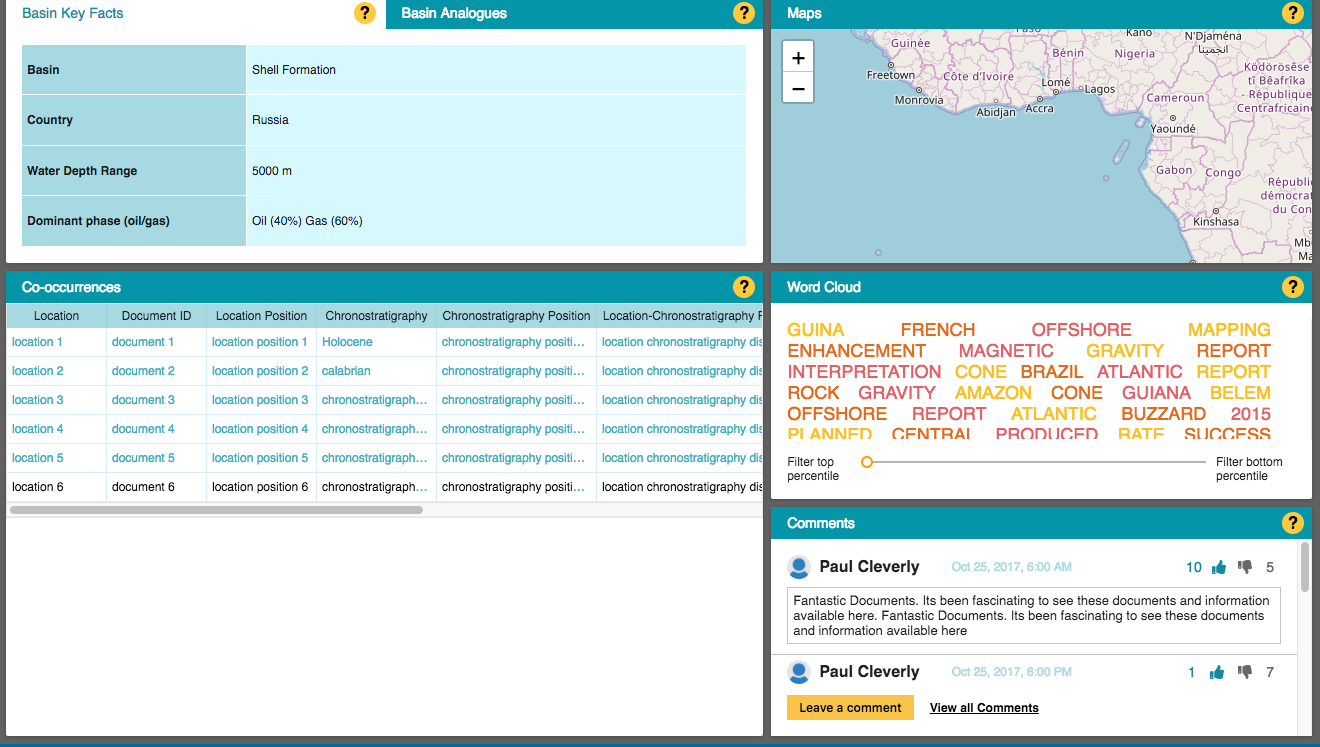 Basin Key Facts ?
Basin Analogues ?
Basin Shell Formation
Country Russia
Water Depth Range 5000 m
Dominant phase (oil/gas) Oil (40%) Gas (60%)
Maps ?
+
−
Kano
N'Djaména
انجمينا
Guinée
Bénin
Nigeria
Ködörösêse
tî Bêafrîka
- République
Centrafricain
Freetown
Côte d'Ivoire
Lomé
Lagos
Monrovia
Abidjan
Accra
Cameroun
Yaoundé
Gabon
Congo
Républi
démocrat
du Con
Kinshasa
Mb
Ma
Co-occurrences ?
Location Document ID Location Position Chronostratigraphy Chronostratigraphy Position Location-Chronostratigraphy P
location 1 document 1 location position 1 Holocene chronostratigraphy positi... location chronostratigraphy dis
location 2 document 2 location position 2 calabrian chronostratigraphy positi... location chronostratigraphy dis
location 3 document 3 location position 3 chronostratigraph... chronostratigraphy positi... location chronostratigraphy dis
location 4 document 4 location position 4 chronostratigraph... chronostratigraphy positi... location chronostratigraphy dis
location 5 document 5 location position 5 chronostratigraph... chronostratigraphy positi... location chronostratigraphy dis
location 6 document 6 location position 6 chronostratigraph... chronostratigraphy positi... location chronostratigraphy dis
Word Cloud ?
GUINA FRENCH OFFSHORE MAPPING
ENHANCEMENT MAGNETIC GRAVITY REPORT
INTERPRETATION CONE BRAZIL ATLANTIC REPORT
ROCK GRAVITY AMAZON CONE GUIANA BELEM
OFFSHORE REPORT ATLANTIC BUZZARD 2015
PLANNED CENTRAL PRODUCED RATE SUCCESS
Filter top
percentile
Filter bottom
percentile
Comments ?
Paul Cleverly Oct 25, 2017, 6:00 AM 10 5
Fantastic Documents. Its been fascinating to see these documents and information
available here. Fantastic Documents. Its been fascinating to see these documents
and information available here
Paul Cleverly Oct 25, 2017, 6:00 PM 1 7
Leave a comment View all Comments